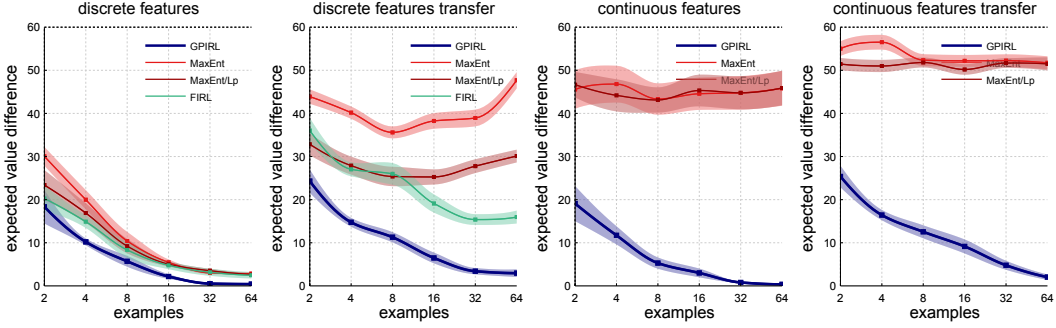 discrete features
60
50
40
30
20
10
0
expected value difference
2 4 8 16 32 64
examples
GPIRL
MaxEnt
MaxEnt/Lp
FIRL
discrete features transfer
60
50
40
30
20
10
0
expected value difference
2 4 8 16 32 64
examples
GPIRL
MaxEnt
MaxEnt/Lp
FIRL
continuous features
60
50
40
30
20
10
0
expected value difference
2 4 8 16 32 64
examples
GPIRL
MaxEnt
MaxEnt/Lp
continuous features transfer
60
50
40
30
20
10
0
expected value difference
2 4 8 16 32 64
examples
GPIRL
MaxEnt
MaxEnt/Lp